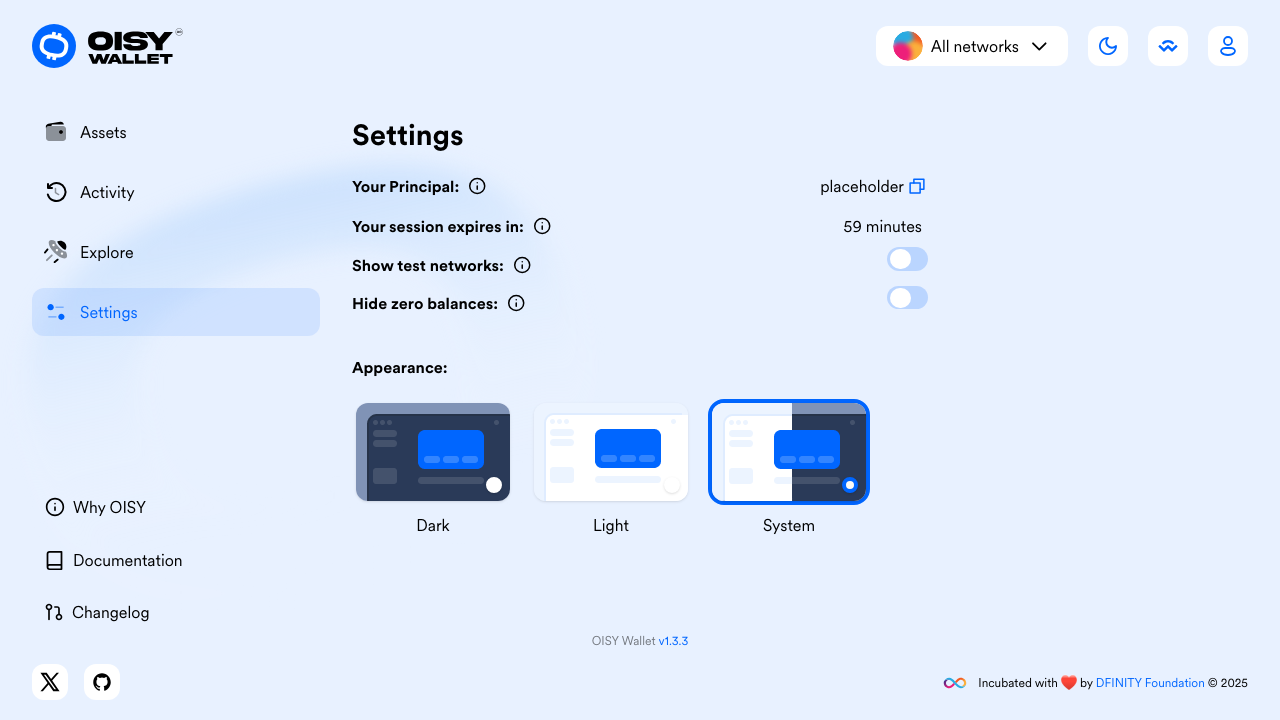 OISY
WALLET
All networks
Assets
Activity
Explore
Settings
Why OISY
Documentation
Changelog
Settings
Your Principal:
placeholder
Your session expires in:
59 minutes
Show test networks:
Hide zero balances:
Appearance:
Dark
Light
System
OISY Wallet v1.3.3
Incubated with ❤️ by DFINITY Foundation © 2025